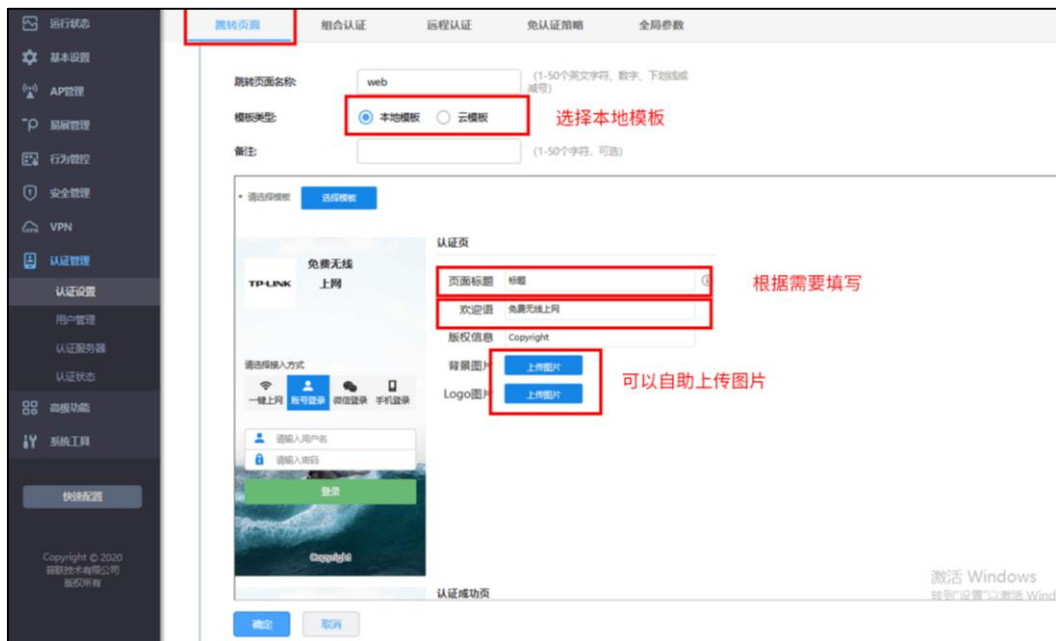 运行状态
基本设置
AP管理
易展管理
行为管控
安全管理
VPN
认证管理
认证设置
用户管理
认证服务器
认证状态
高级功能
系统工具
快速配置
Copyright © 2020
普联技术有限公司
版权所有
跳转页面 组合认证 远程认证 免认证策略 全局参数
跳转页面名称: web (1-50个英文字符、数字、下划线或
减号)
模板类型: 本地模板 云模板 选择本地模板
备注: (1-50个字符,可选)
* 请选择模板 选择模板
TP-LINK
免费无线
上网
请选择接入方式
一键上网 账号登录 微信登录 手机登录
请输入用户名
请输入密码
登录
Copyright
认证页
页面标题 标题
根据需要填写
欢迎语 免费无线上网
版权信息 Copyright
背景图片 上传图片
可以自助上传图片
Logo图片 上传图片
认证成功页
确定 取消
激活 Windows
转到"设置"以激活 Wind